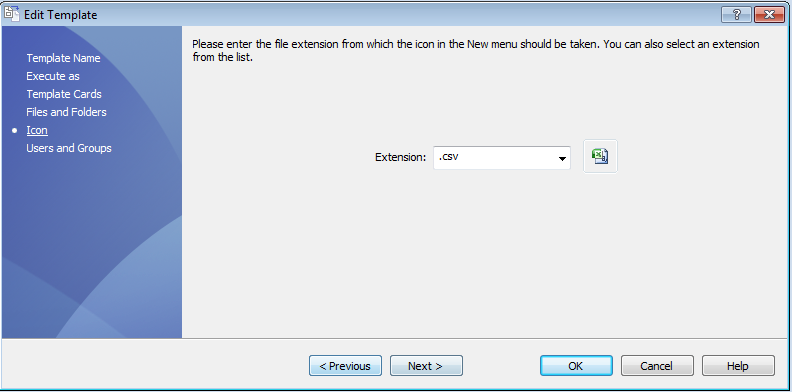 Edit Template
Template Name
Execute as
Template Cards
Files and Folders
Icon
Users and Groups
Please enter the file extension from which the icon in the New menu should be taken. You can also select an extension
from the list.
Extension: .csv
< Previous Next > OK Cancel Help